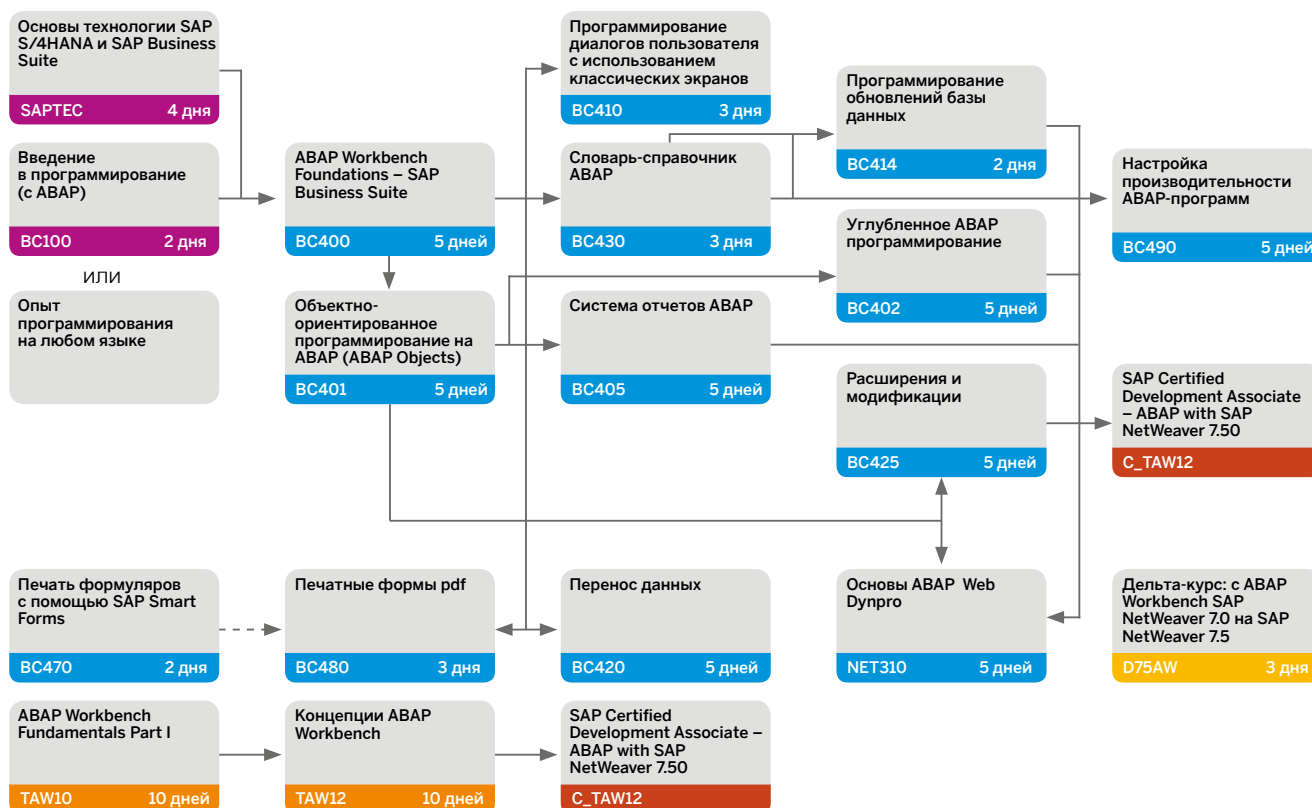 Основы технологии SAP
S/4HANA и SAP Business
Suite
SAPTEC 4 дня
Введение
в программирование
(с ABAP)
BC100 2 дня
ИЛИ
Опыт
программирования
на любом языке
ABAP Workbench
Foundations – SAP
Business Suite
BC400 5 дней
Объектно-
ориентированное
программирование на
ABAP (ABAP Objects)
BC401 5 дней
Программирование
диалогов пользователя
с использованием
классических экранов
BC410 3 дня
Словарь-справочник
ABAP
BC430 3 дня
Система отчетов ABAP
BC405 5 дней
Программирование
обновлений базы
данных
BC414 2 дня
Углубленное ABAP
программирование
BC402 5 дней
Расширения и
модификации
BC425 5 дней
Настройка
производительности
ABAP-программ
BC490 5 дней
SAP Certified
Development Associate
– ABAP with SAP
NetWeaver 7.50
C_TAW12
Печать формуляров
с помощью SAP Smart
Forms
BC470 2 дня
Печатные формы pdf
BC480 3 дня
Перенос данных
BC420 5 дней
Основы ABAP Web
Dynpro
NET310 5 дней
Дельта-курс: с ABAP
Workbench SAP
NetWeaver 7.0 на SAP
NetWeaver 7.5
D75AW 3 дня
ABAP Workbench
Fundamentals Part I
TAW10 10 дней
Концепции ABAP
Workbench
TAW12 10 дней
SAP Certified
Development Associate –
ABAP with SAP
NetWeaver 7.50
C_TAW12